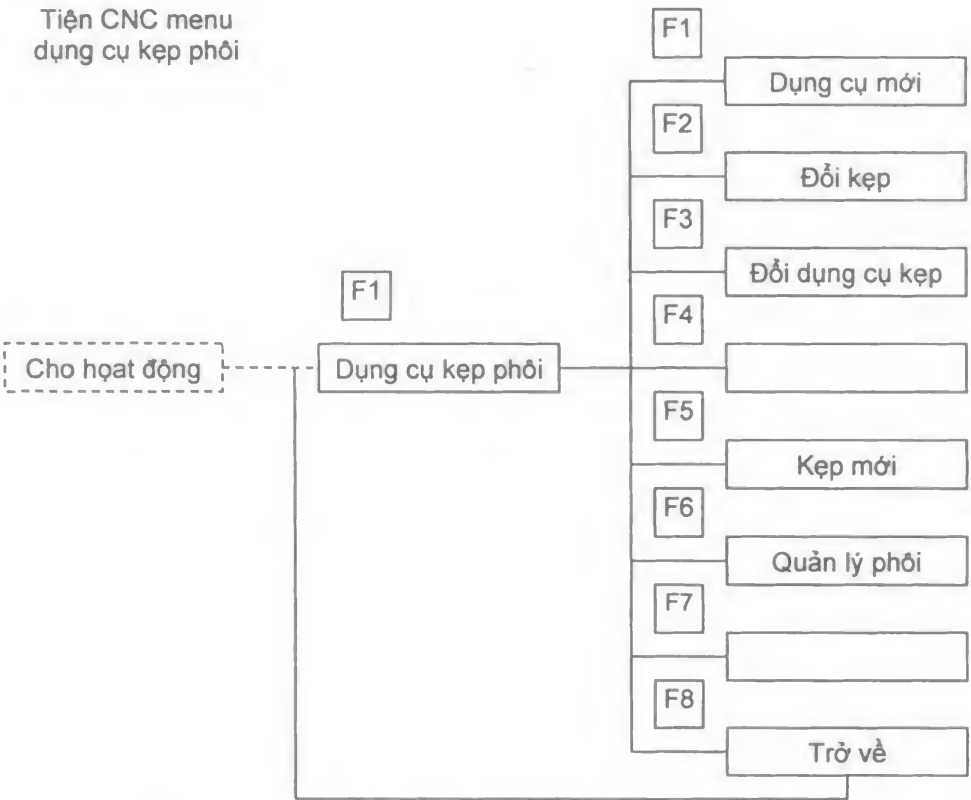 Tiện CNC menu
dụng cụ kẹp phôi
F1
Dụng cụ mới
F2
Đổi kẹp
F3
Đổi dụng cụ kẹp
F1
F4
Cho họat động
Dụng cụ kẹp phôi
F5
Kẹp mới
F6
Quản lý phôi
F7
F8
Trở về